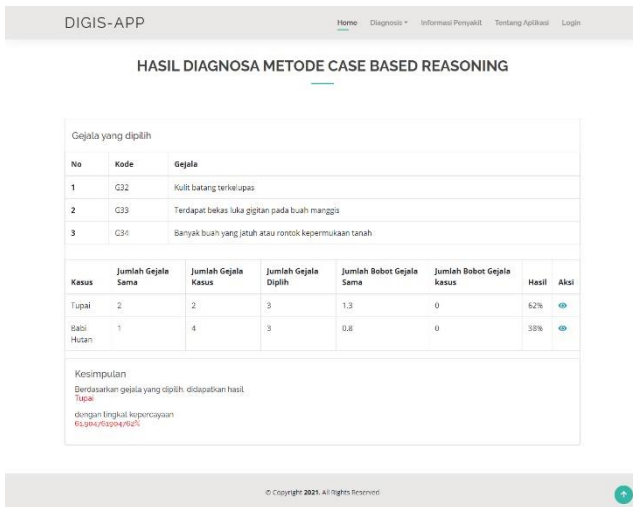 DIGIS-APP
Home Diagnosis Informasi Penyakit Tentang Aplikasi Login
HASIL DIAGNOSA METODE CASE BASED REASONING
Gejala yang dipilih
No Kode Gejala
1 G32 Kulit batang terkelupas
2 G33 Terdapat bekas luka gigitan pada buah manggis
3 G34 Banyak buah yang jatuh atau rontok kepermukaan tanah
Kasus Jumlah Gejala Sama Jumlah Gejala Kasus Jumlah Gejala Diplih Jumlah Bobot Gejala Sama Jumlah Bobot Gejala kasus Hasil Aksi
Tupai 2 2 3 1.3 0 62%
Babi Hutan 1 4 3 0.8 0 38%
Kesimpulan
Berdasarkan gejala yang dipilih, didapatkan hasil
Tupai
dengan tingkat kepercayaan
61.904761904762%
© Copyright 2021. All Rights Reserved